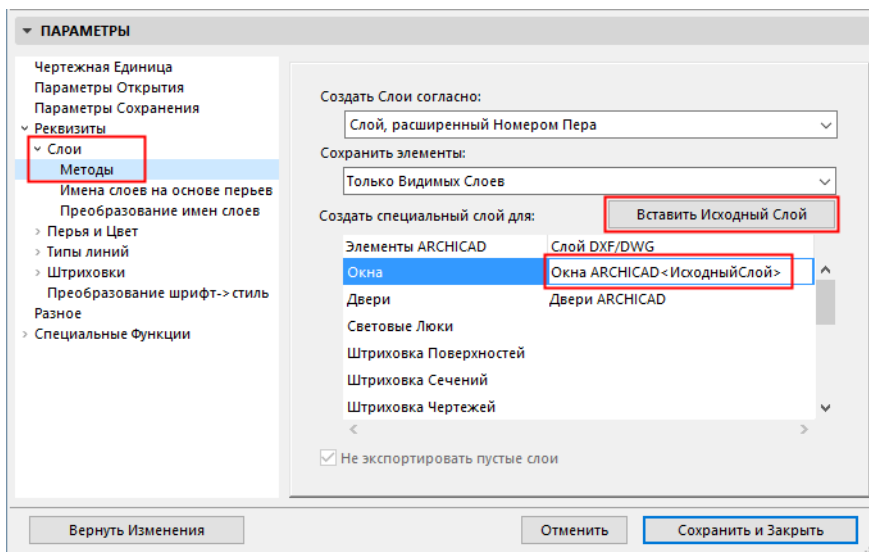 ПАРАМЕТРЫ
Чертежная Единица
Параметры Открытия
Параметры Сохранения
Реквизиты
Слои
Методы
Имена слоев на основе перьев
Преобразование имен слоев
Перья и Цвет
Типы линий
Штриховки
Преобразование шрифт->стиль
Разное
Специальные Функции
Создать Слои согласно:
Слой, расширенный Номером Пера
Сохранить элементы:
Только Видимых Слоев
Создать специальный слой для:
Вставить Исходный Слой
Элементы ARCHICAD Слой DXF/DWG
Окна Окна ARCHICAD<ИсходныйСлой>
Двери Двери ARCHICAD
Световые Люки
Штриховка Поверхностей
Штриховка Сечений
Штриховка Чертежей
Не экспортировать пустые слои
Вернуть Изменения Отменить Сохранить и Закрыть